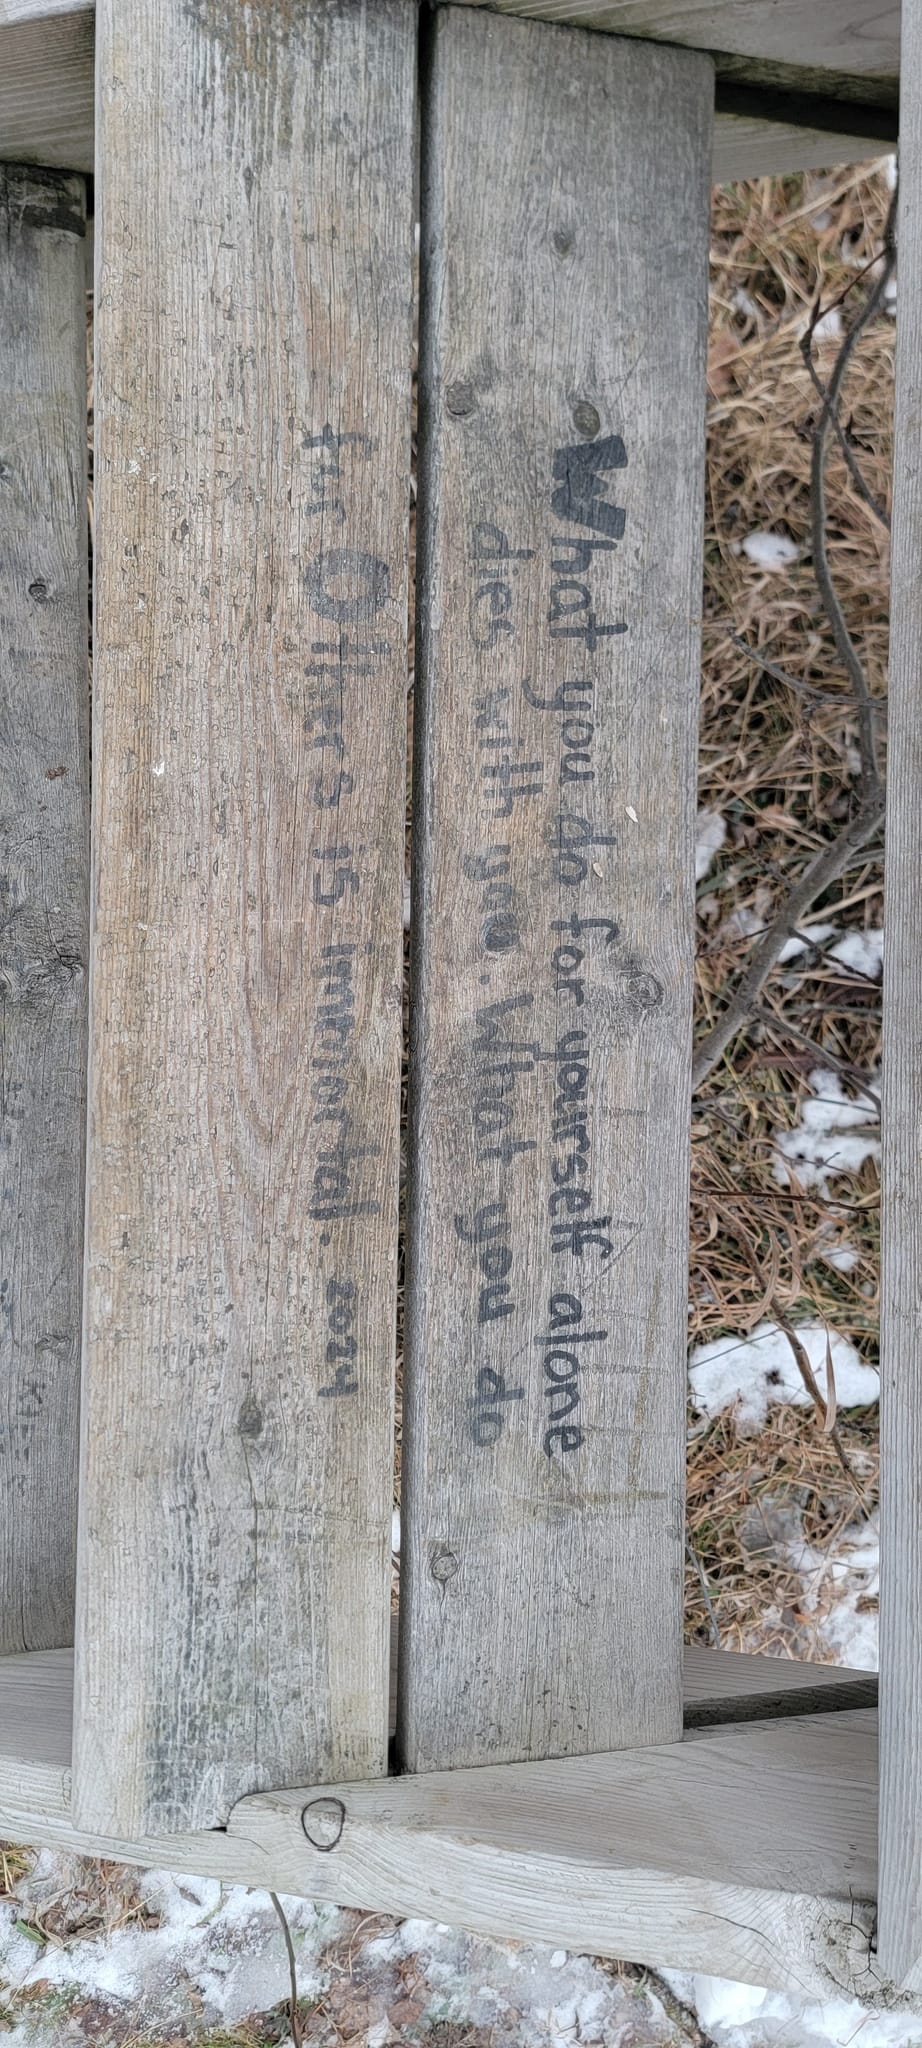 What you do for yourself alone
dies with you. What you do
for Others is immortal. 2024